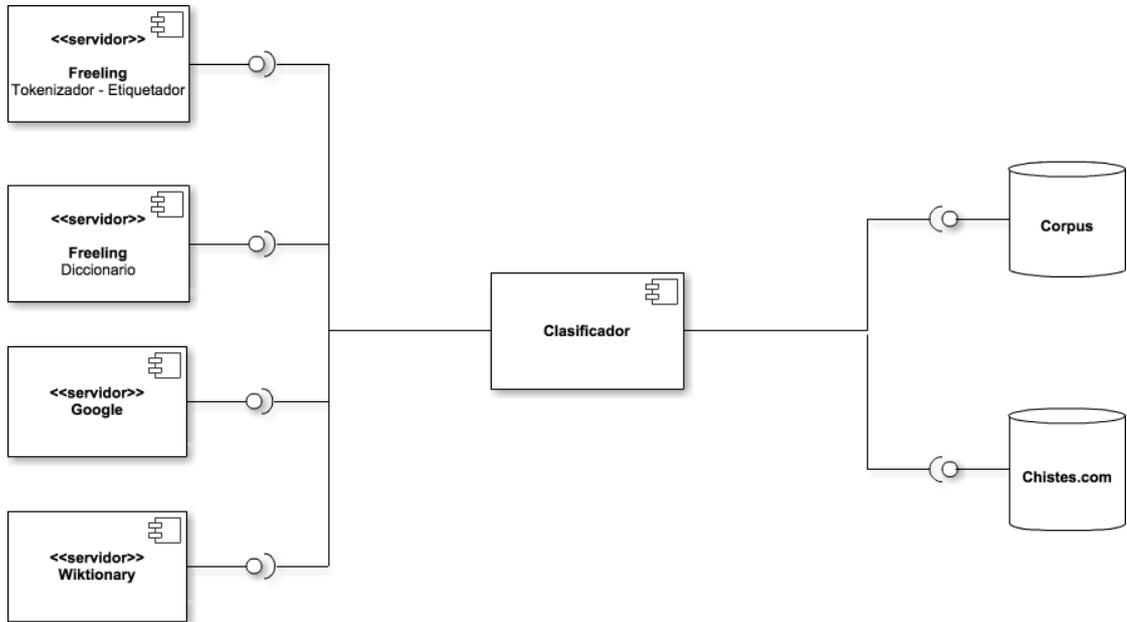 <<servidor>>
Freeling
Tokenizador - Etiquetador
<<servidor>>
Freeling
Diccionario
<<servidor>>
Google
<<servidor>>
Wiktionary
Clasificador
Corpus
Chistes.com